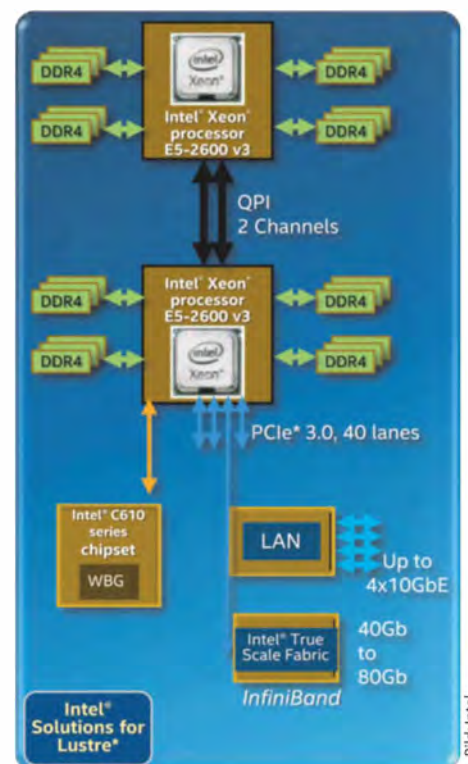 DDR4
DDR4
intel
Xeon®
DDR4
DDR4
Intel® Xeon®
processor
E5-2600 v3
QPI
2 Channels
DDR4
DDR4
Intel® Xeon®
processor
E5-2600 v3
intel
Xeon®
DDR4
DDR4
PCIe* 3.0, 40 lanes
Intel® C610
series
chipset
WBG
LAN
Up to
4x10GbE
Intel® True
Scale Fabric
InfiniBand
40Gb
to
80Gb
Intel®
Solutions for
Lustre*